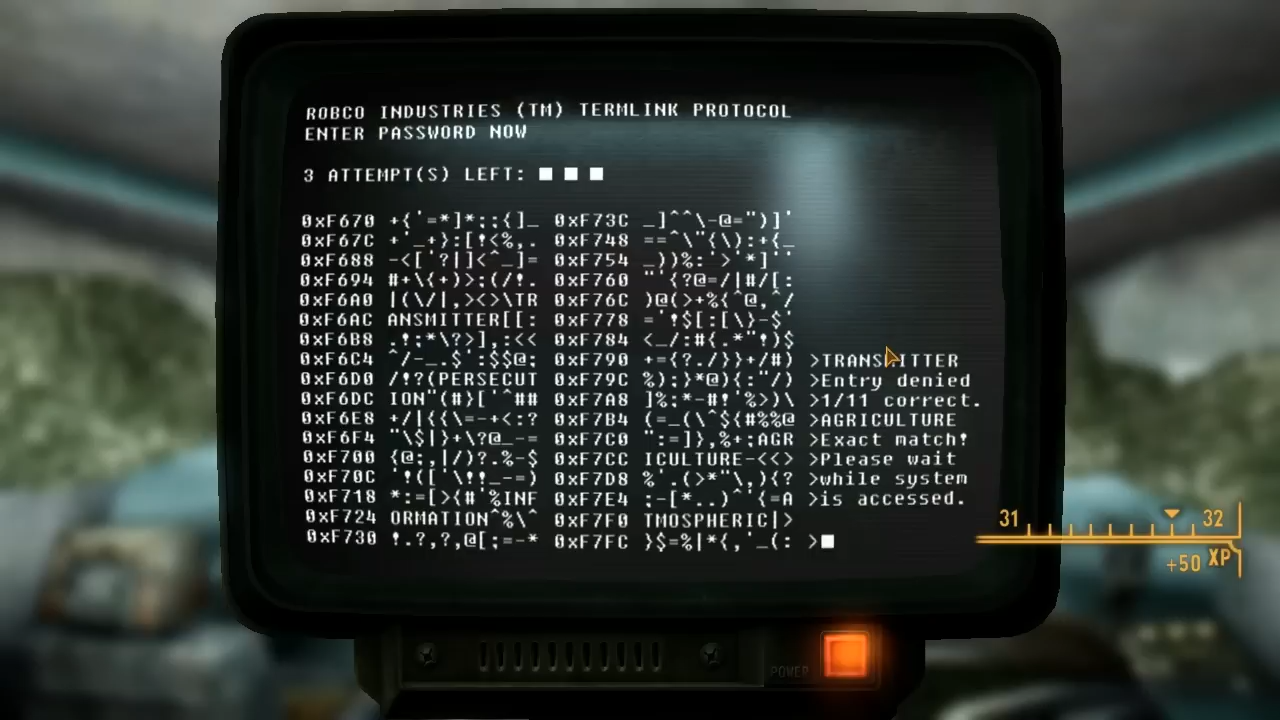 ROBCO INDUSTRIES (TM) TERMLINK PROTOCOL
ENTER PASSWORD NOW
3 ATTEMPT(S) LEFT: ■ ■ ■
0xF670 +{'=*]*:;{]_ 0xF73C _]^^\-@=")]'
0xF67C +'_+}:[!<%,. 0xF748 ==^\"{\):+{_
0xF688 -<['?|]<^_]= 0xF754 _))%:'>'*]''
0xF694 #+\{+)>;(/!. 0xF760 "'{?@=/|#/[:
0xF6A0 |(\/|,><>\TR 0xF76C )@(>+%{^@,^/
0xF6AC ANSMITTER[[: 0xF778 ='!$[:[\}-$'
0xF6B8 .!;*\?>],:<< 0xF784 <_/:#{.*"!)$
0xF6C4 ^/-_.$':$$@: 0xF790 +={?./}}+/#) >TRANSMITTER
0xF6D0 /!?(PERSECUT 0xF79C %);}*@){:"/) >Entry denied
0xF6DC ION"(#}['^## 0xF7A8 ]%;*-#!'%>)\ >1/11 correct.
0xF6E8 +/|{{\=-+<:? 0xF7B4 (=_(\^${#%%@ >AGRICULTURE
0xF6F4 "\$|}+\?@_-= 0xF7C0 ":=]},%+;AGR >Exact match!
0xF700 {@:,|/)?.%-$ 0xF7CC ICULTURE-<<> >Please wait
0xF70C '!(['\!!_-=) 0xF7D8 %'.(>*"\,){? >while system
0xF718 *:=[>{#'%INF 0xF7E4 ;-[*..)^'{=A >is accessed.
0xF724 ORMATION^%\^ 0xF7F0 TMOSPHERIC|>
0xF730 !.?,?,@[;=-* 0xF7FC }$=%|*{,'_(: >■
31 32
+50 XP
POWER